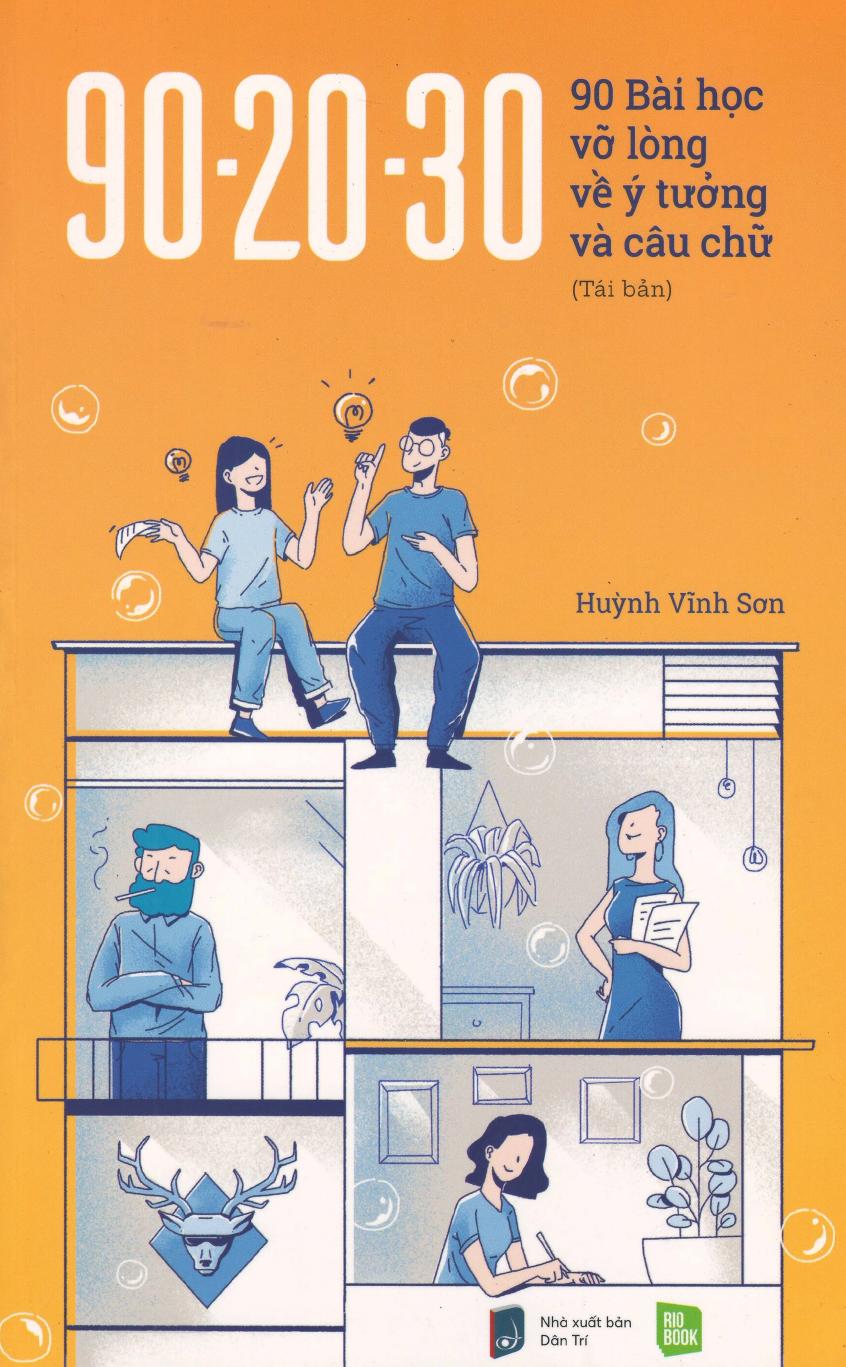 90·20·30
90 Bài học
vỡ lòng
về ý tưởng
và câu chữ
(Tái bản)
Huỳnh Vĩnh Sơn
Nhà xuất bản
Dân Trí
RIO
BOOK